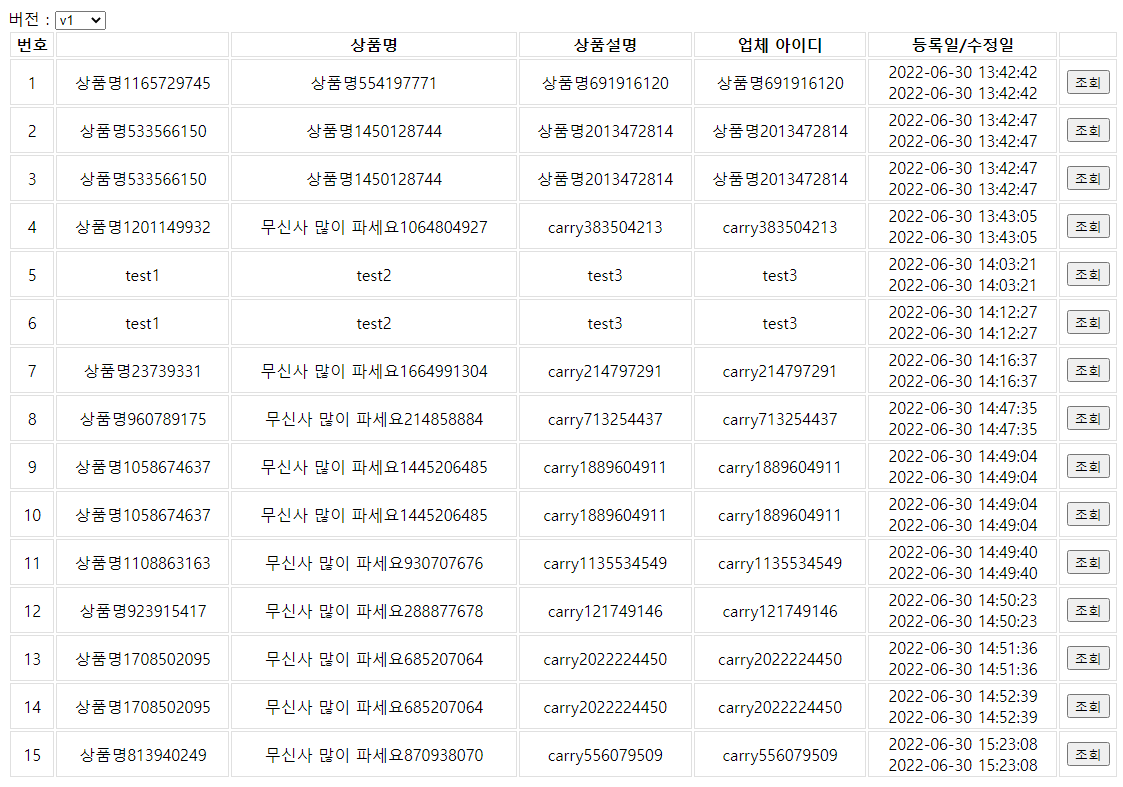 버전 : v1
번호 상품명 상품설명 업체 아이디 등록일/수정일
1 상품명1165729745 상품명554197771 상품명691916120 상품명691916120 2022-06-30 13:42:42 조회
2022-06-30 13:42:42
2 상품명533566150 상품명1450128744 상품명2013472814 상품명2013472814 2022-06-30 13:42:47 조회
2022-06-30 13:42:47
3 상품명533566150 상품명1450128744 상품명2013472814 상품명2013472814 2022-06-30 13:42:47 조회
2022-06-30 13:42:47
4 상품명1201149932 무신사 많이 파세요1064804927 carry383504213 carry383504213 2022-06-30 13:43:05 조회
2022-06-30 13:43:05
5 test1 test2 test3 test3 2022-06-30 14:03:21 조회
2022-06-30 14:03:21
6 test1 test2 test3 test3 2022-06-30 14:12:27 조회
2022-06-30 14:12:27
7 상품명23739331 무신사 많이 파세요1664991304 carry214797291 carry214797291 2022-06-30 14:16:37 조회
2022-06-30 14:16:37
8 상품명960789175 무신사 많이 파세요214858884 carry713254437 carry713254437 2022-06-30 14:47:35 조회
2022-06-30 14:47:35
9 상품명1058674637 무신사 많이 파세요1445206485 carry1889604911 carry1889604911 2022-06-30 14:49:04 조회
2022-06-30 14:49:04
10 상품명1058674637 무신사 많이 파세요1445206485 carry1889604911 carry1889604911 2022-06-30 14:49:04 조회
2022-06-30 14:49:04
11 상품명1108863163 무신사 많이 파세요930707676 carry1135534549 carry1135534549 2022-06-30 14:49:40 조회
2022-06-30 14:49:40
12 상품명923915417 무신사 많이 파세요288877678 carry121749146 carry121749146 2022-06-30 14:50:23 조회
2022-06-30 14:50:23
13 상품명1708502095 무신사 많이 파세요685207064 carry2022224450 carry2022224450 2022-06-30 14:51:36 조회
2022-06-30 14:51:36
14 상품명1708502095 무신사 많이 파세요685207064 carry2022224450 carry2022224450 2022-06-30 14:52:39 조회
2022-06-30 14:52:39
15 상품명813940249 무신사 많이 파세요870938070 carry556079509 carry556079509 2022-06-30 15:23:08 조회
2022-06-30 15:23:08